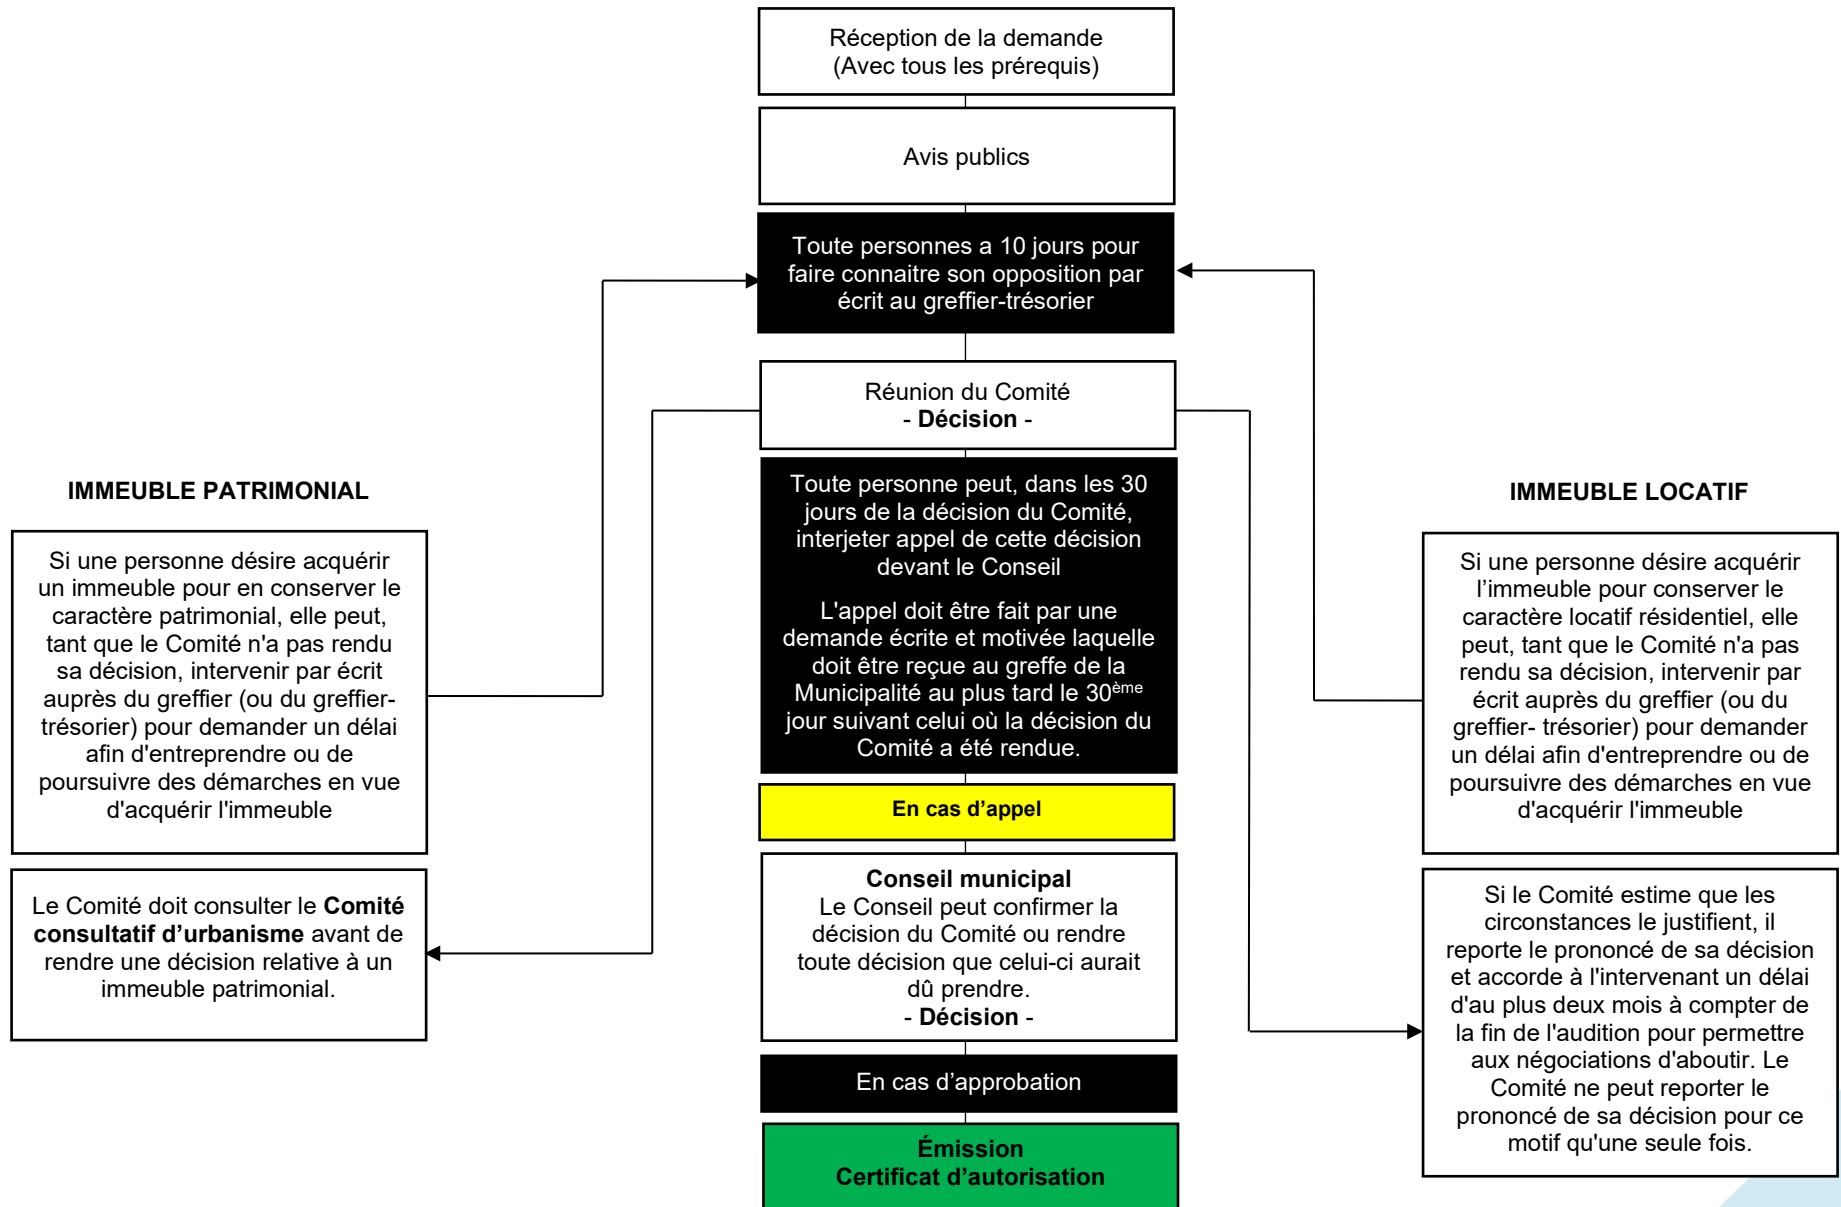 Réception de la demande
(Avec tous les prérequis)
Avis publics
Toute personnes a 10 jours pour
faire connaitre son opposition par
écrit au greffier-trésorier
Réunion du Comité
- Décision -
Toute personne peut, dans les 30
jours de la décision du Comité,
interjeter appel de cette décision
devant le Conseil
L'appel doit être fait par une
demande écrite et motivée laquelle
doit être reçue au greffe de la
Municipalité au plus tard le 30ème
jour suivant celui où la décision du
Comité a été rendue.
En cas d’appel
Conseil municipal
Le Conseil peut confirmer la
décision du Comité ou rendre
toute décision que celui-ci aurait
dû prendre.
- Décision -
En cas d’approbation
Émission
Certificat d’autorisation
IMMEUBLE PATRIMONIAL
Si une personne désire acquérir
un immeuble pour en conserver le
caractère patrimonial, elle peut,
tant que le Comité n'a pas rendu
sa décision, intervenir par écrit
auprès du greffier (ou du greffier-
trésorier) pour demander un délai
afin d'entreprendre ou de
poursuivre des démarches en vue
d'acquérir l'immeuble
Le Comité doit consulter le Comité
consultatif d’urbanisme avant de
rendre une décision relative à un
immeuble patrimonial.
IMMEUBLE LOCATIF
Si une personne désire acquérir
l’immeuble pour conserver le
caractère locatif résidentiel, elle
peut, tant que le Comité n'a pas
rendu sa décision, intervenir par
écrit auprès du greffier (ou du
greffier- trésorier) pour demander
un délai afin d'entreprendre ou de
poursuivre des démarches en vue
d'acquérir l'immeuble
Si le Comité estime que les
circonstances le justifient, il
reporte le prononcé de sa décision
et accorde à l'intervenant un délai
d'au plus deux mois à compter de
la fin de l'audition pour permettre
aux négociations d'aboutir. Le
Comité ne peut reporter le
prononcé de sa décision pour ce
motif qu'une seule fois.